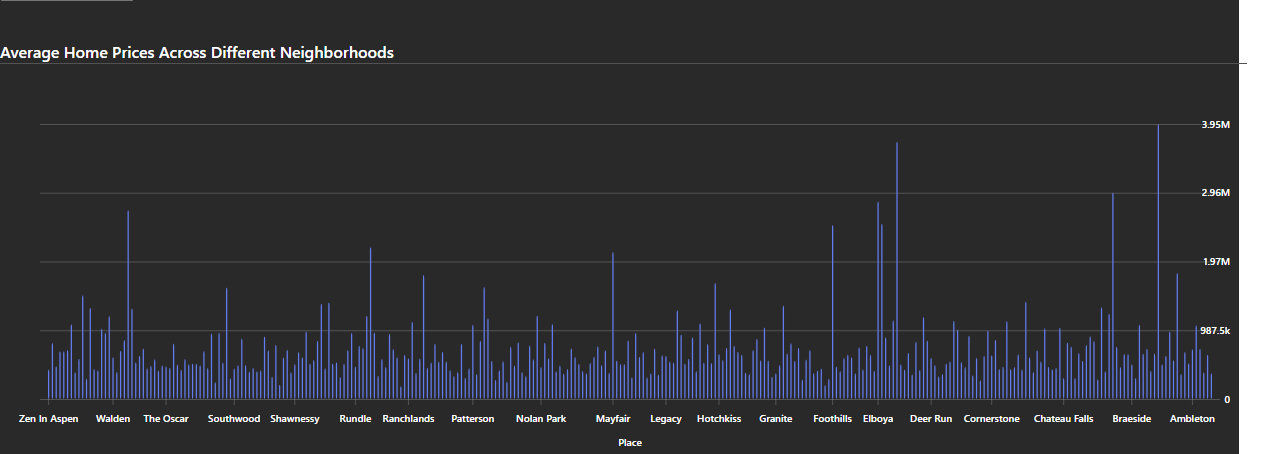 Average Home Prices Across Different Neighborhoods
3.95M
2.96M
1.97M
987.5k
0
Zen In Aspen Walden The Oscar Southwood Shawnessy Rundle Ranchlands Patterson Nolan Park Mayfair Legacy Hotchkiss Granite Foothills Elboya Deer Run Cornerstone Chateau Falls Braeside Ambleton
Place